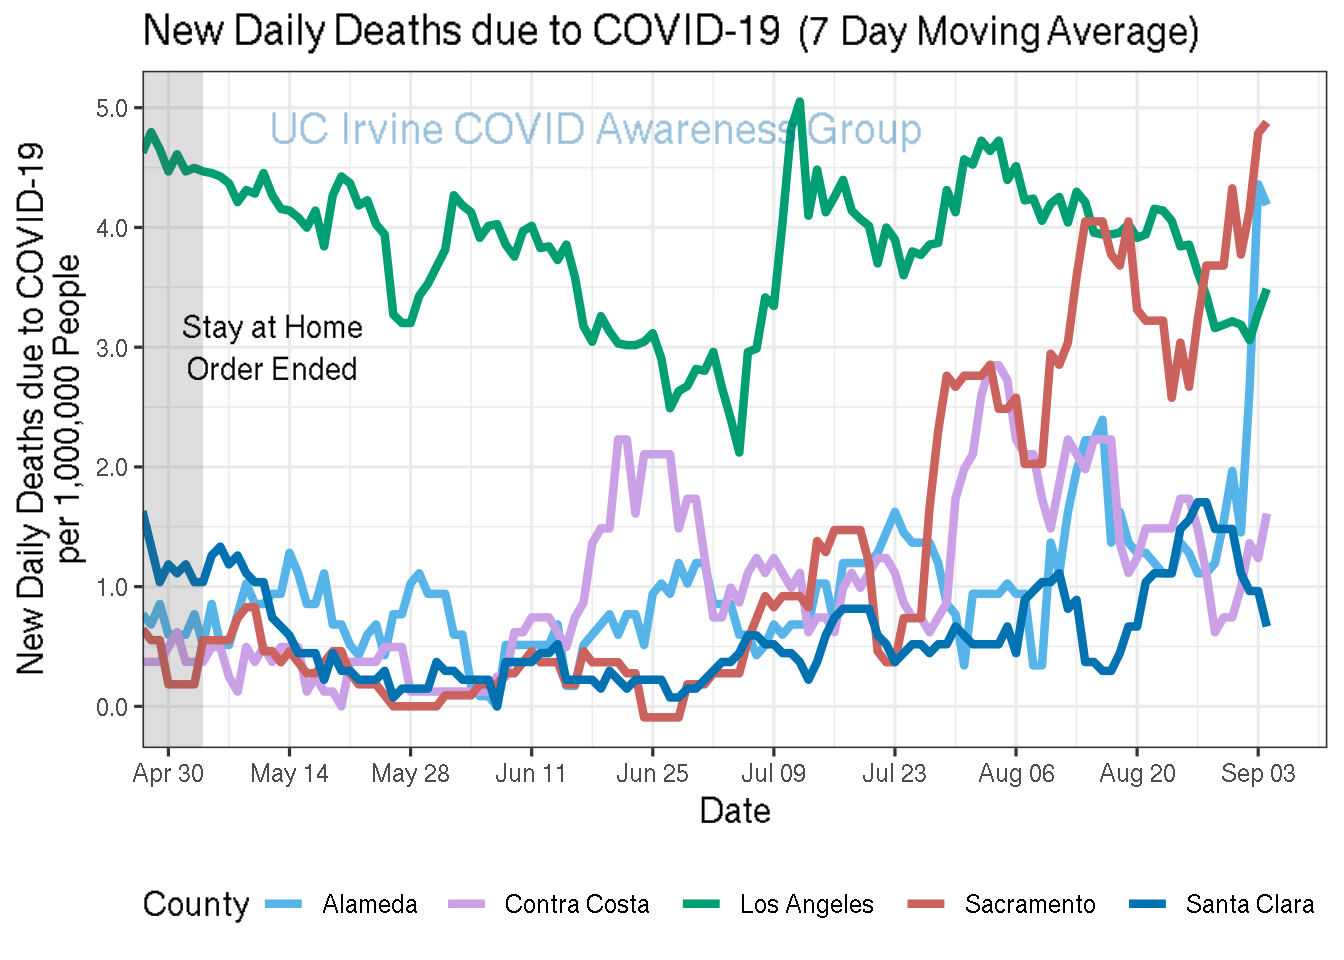 New Daily Deaths due to COVID-19 (7 Day Moving Average)
UC Irvine COVID Awareness Group
New Daily Deaths due to COVID-19
per 1,000,000 People
5.0
4.0
3.0
2.0
1.0
0.0
Stay at Home
Order Ended
Apr 30 May 14 May 28 Jun 11 Jun 25 Jul 09 Jul 23 Aug 06 Aug 20 Sep 03
Date
County Alameda Contra Costa Los Angeles Sacramento Santa Clara